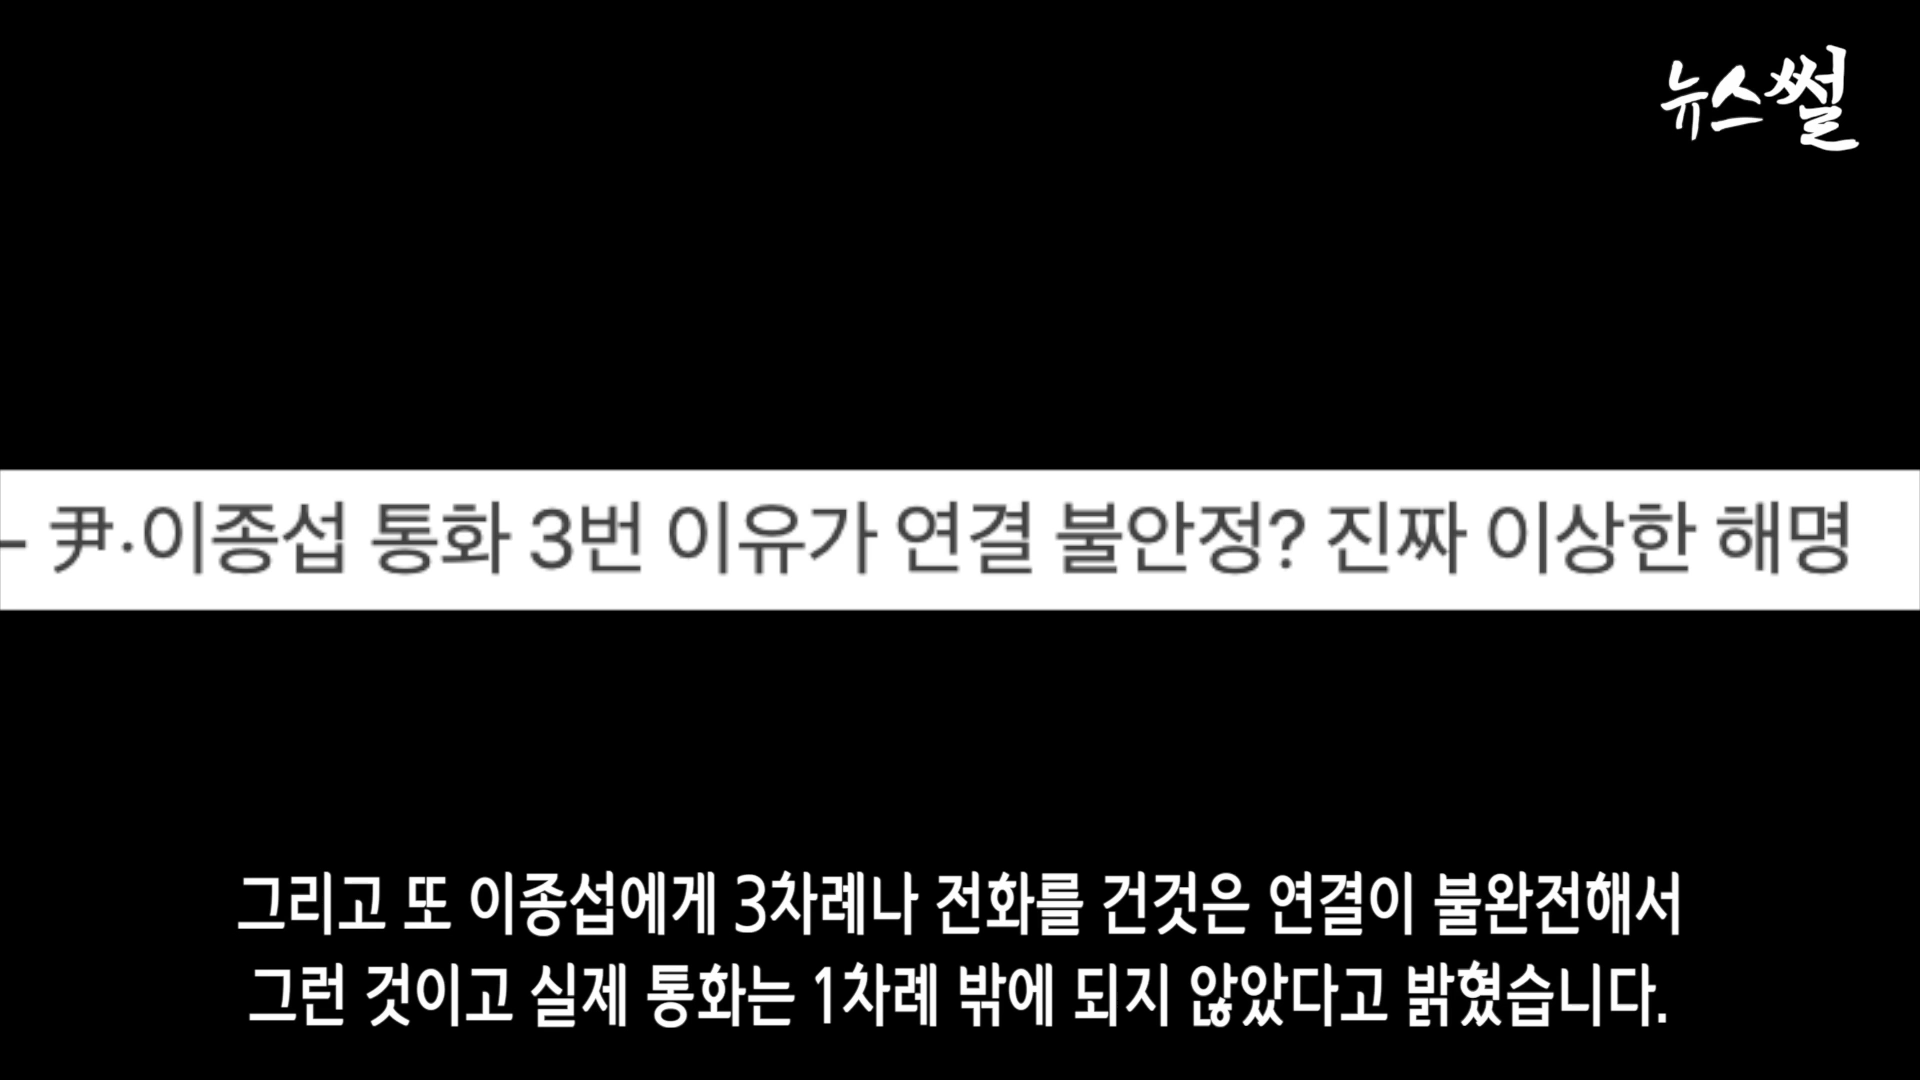 뉴스썰
- 尹·이종섭 통화 3번 이유가 연결 불안정? 진짜 이상한 해명
그리고 또 이종섭에게 3차례나 전화를 건것은 연결이 불완전해서
그런 것이고 실제 통화는 1차례 밖에 되지 않았다고 밝혔습니다.